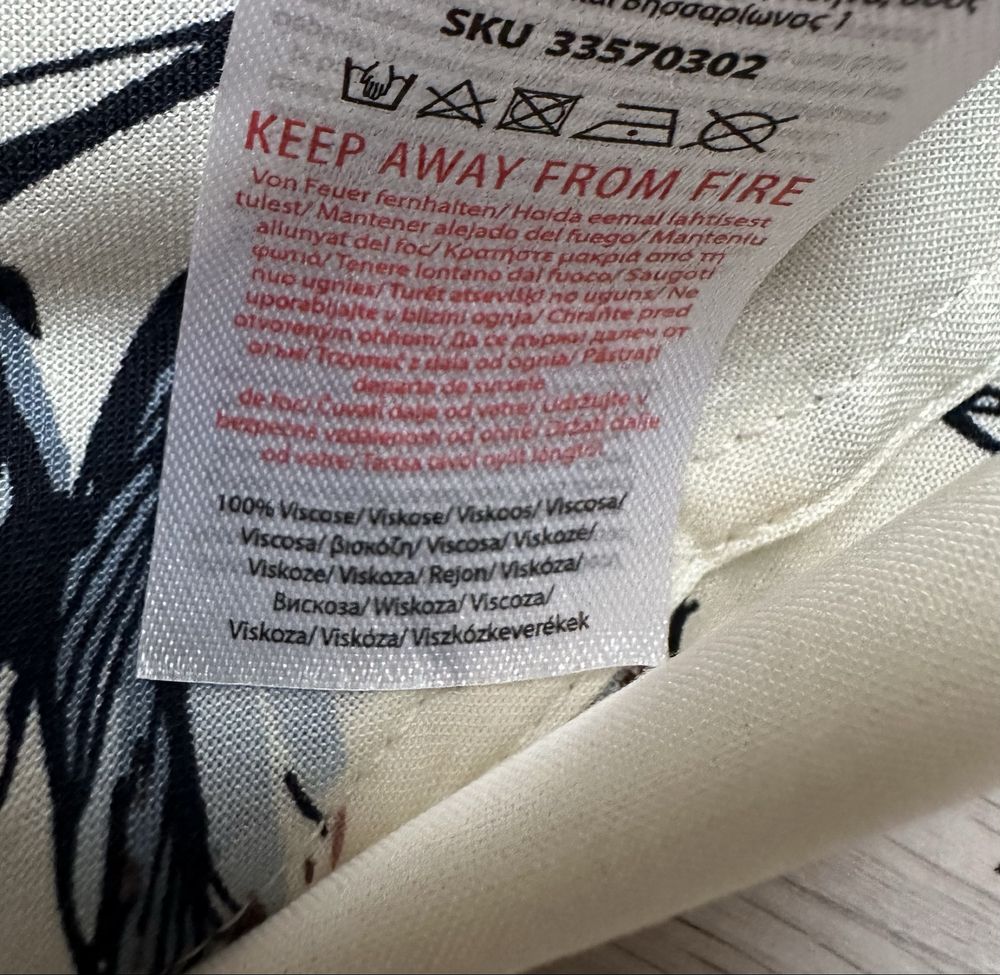 βησσαρίωνος 1
SKU 33570302
KEEP AWAY FROM FIRE
Von Feuer fernhalten/ Hoida eemal lahtisest
tulest/ Mantener alejado del fuego/ Manteniu
allunyat del foc/ Κρατήστε μακριά από τη
φωτιά/ Tenere lontano dal fuoco/ Saugoti
nuo ugnies/ Turēt atsevišķi no uguns/ Ne
uporabljajte v bližini ognja/ Chráňte pred
otvoreným ohňom/ Да се държи далеч от
огън/ Trzymać z dala od ognia/ Păstrați
departe de sursele
de foc/ Čuvati dalje od vatre/ Udržujte v
bezpečné vzdálenosti od ohně/ Držati dalje
od vatre/ Tartsa távol nyílt lángtól
100% Viscose/ Viskose/ Viskoos/ Viscosa/
Viscosa/ βισκόζη/ Viscosa/ Viskozė/
Viskoze/ Viskoza/ Rejon/ Viskóza/
Вискоза/ Wiskoza/ Viscoza/
Viskoza/ Viskóza/ Viszkózkeverékek